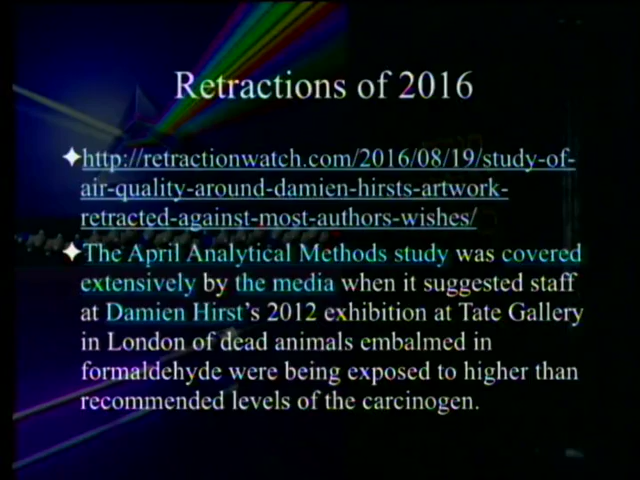 Retractions of 2016
http://retractionwatch.com/2016/08/19/study-of-
air-quality-around-damien-hirsts-artwork-
retracted-against-most-authors-wishes/
The April Analytical Methods study was covered
extensively by the media when it suggested staff
at Damien Hirst's 2012 exhibition at Tate Gallery
in London of dead animals embalmed in
formaldehyde were being exposed to higher than
recommended levels of the carcinogen.